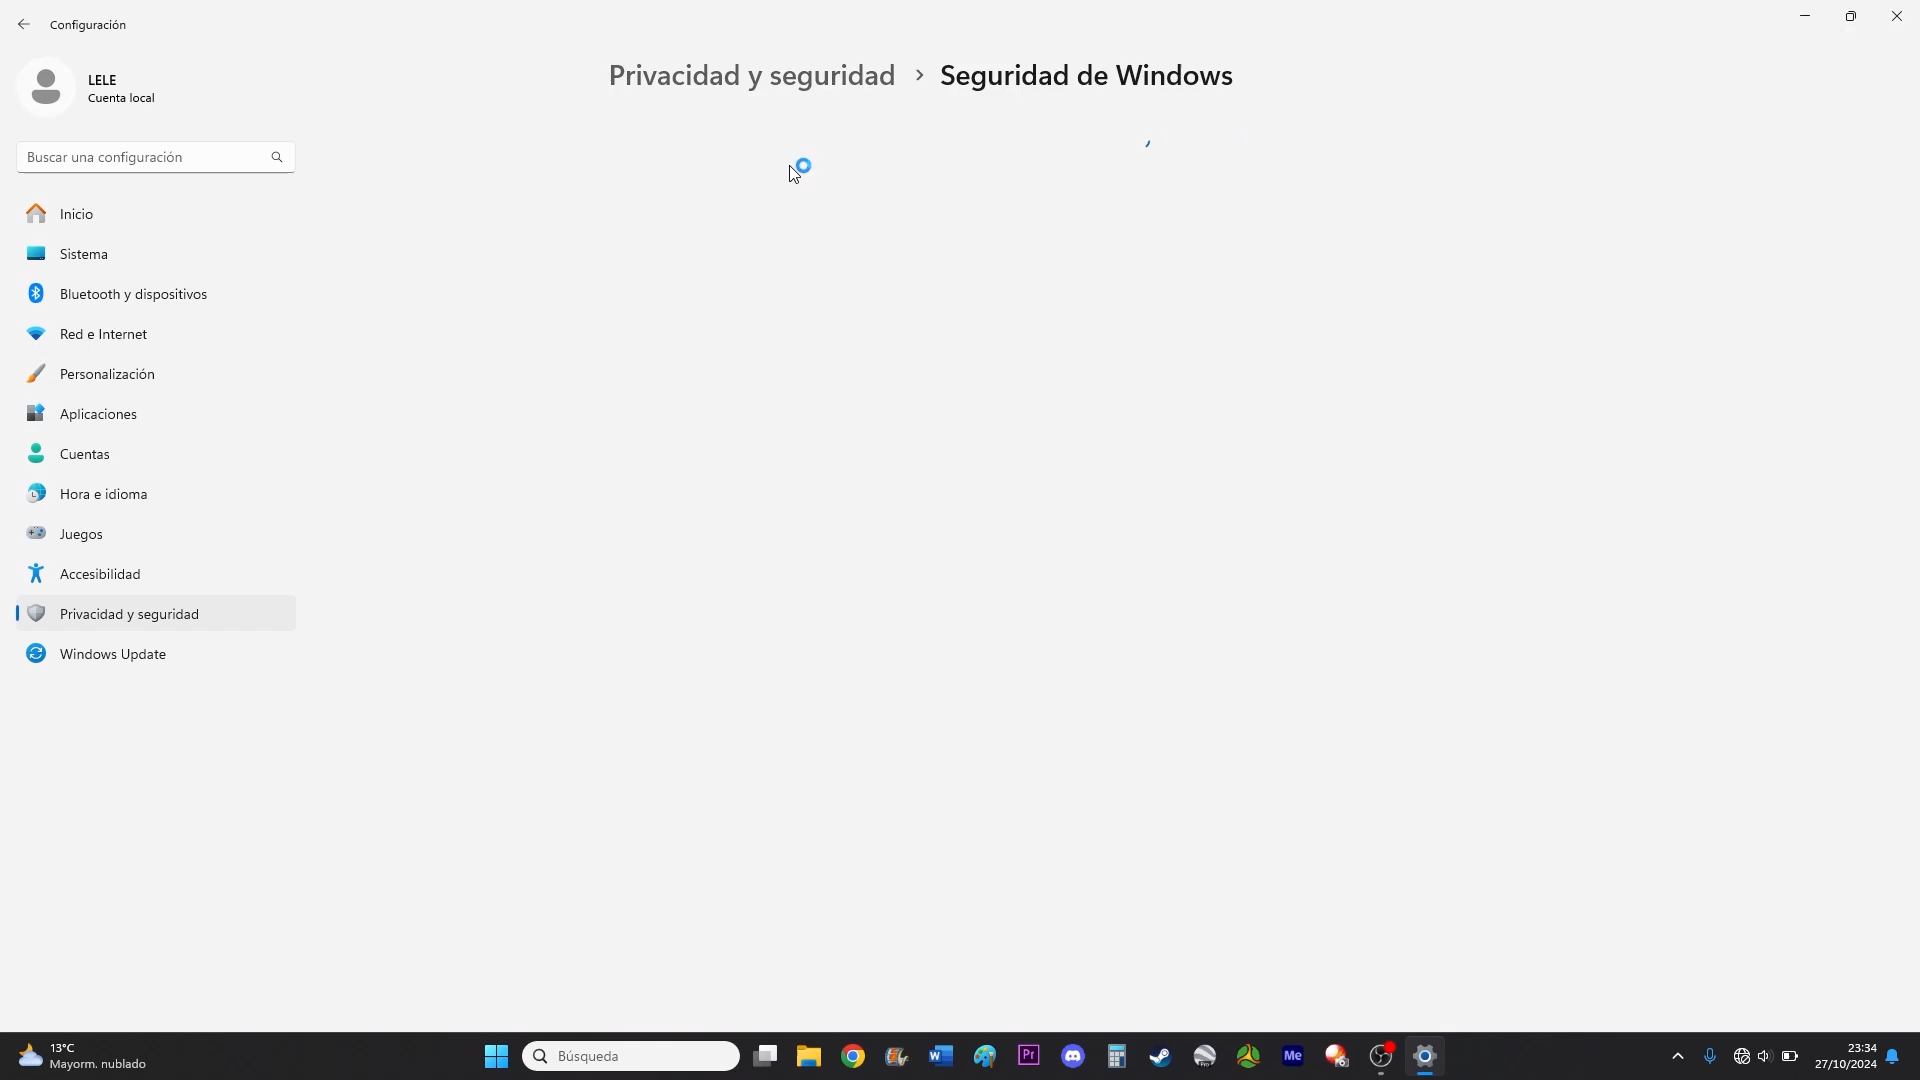 Configuración
LELE
Cuenta local
Privacidad y seguridad > Seguridad de Windows
Buscar una configuración
Inicio
Sistema
Bluetooth y dispositivos
Red e Internet
Personalización
Aplicaciones
Cuentas
Hora e idioma
Juegos
Accesibilidad
Privacidad y seguridad
Windows Update
13°C
Mayorm. nublado
Búsqueda
W
Pr
Me
23:34
27/10/2024